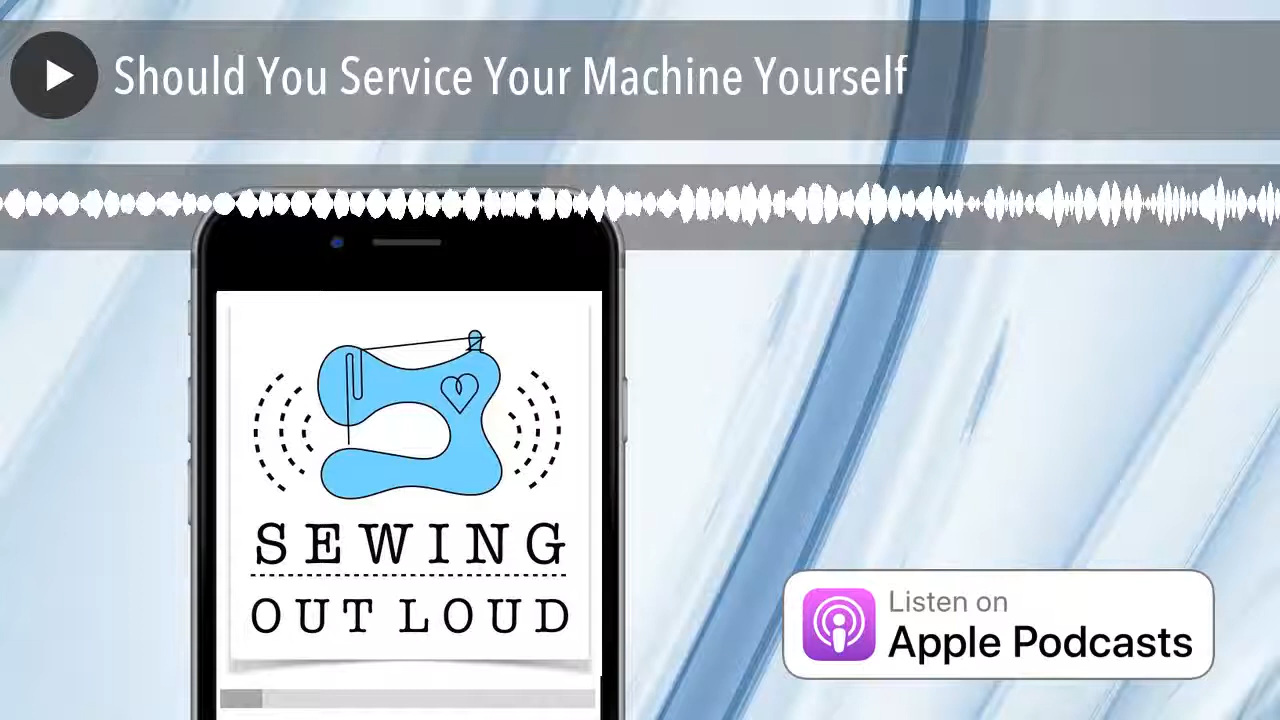 Should You Service Your Machine Yourself
SEWING
OUT LOUD
Listen on
Apple Podcasts